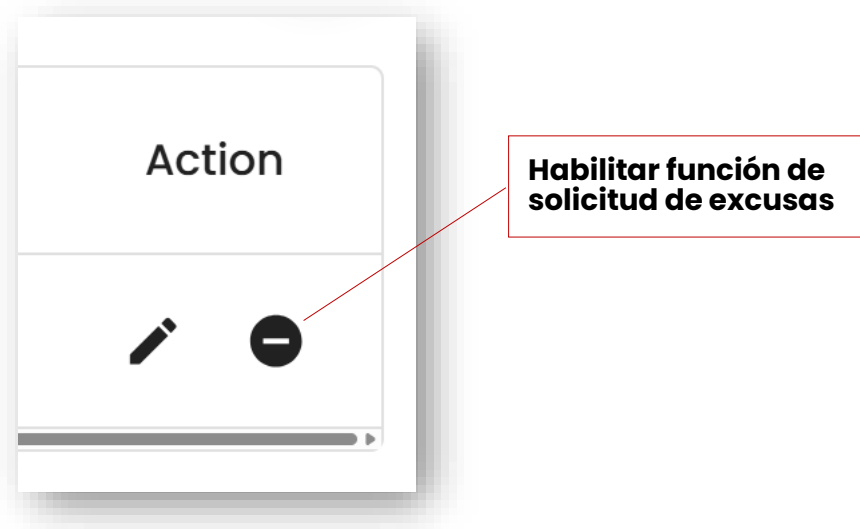 Action
Habilitar función de
solicitud de excusas